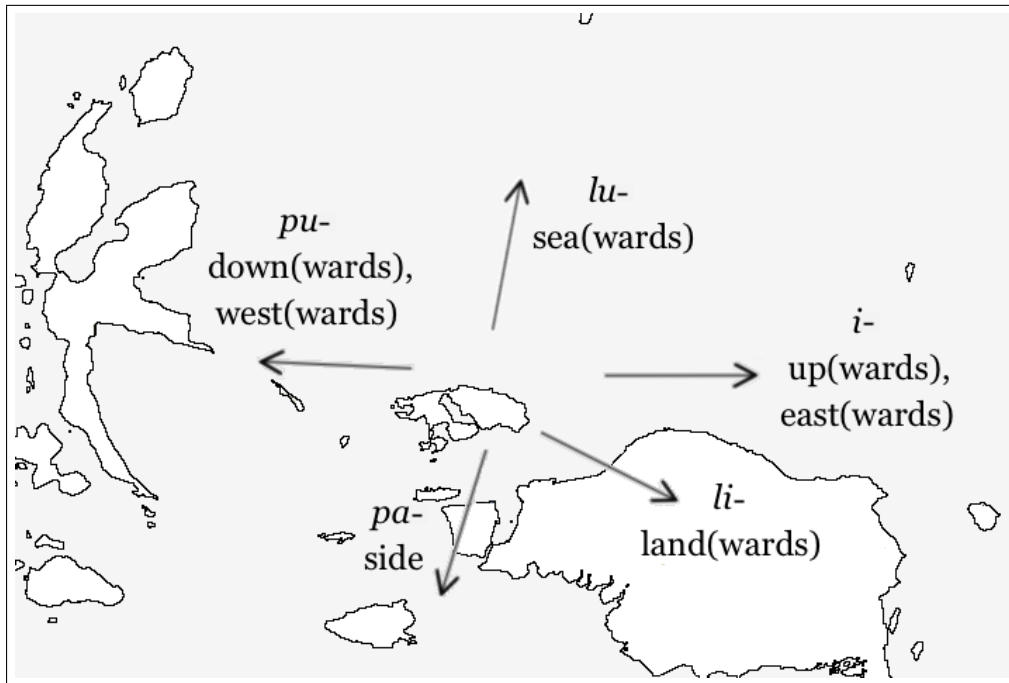 lu-
sea(wards)
pu-
down(wards),
west(wards)
i-
up(wards),
east(wards)
li-
land(wards)
pa-
side